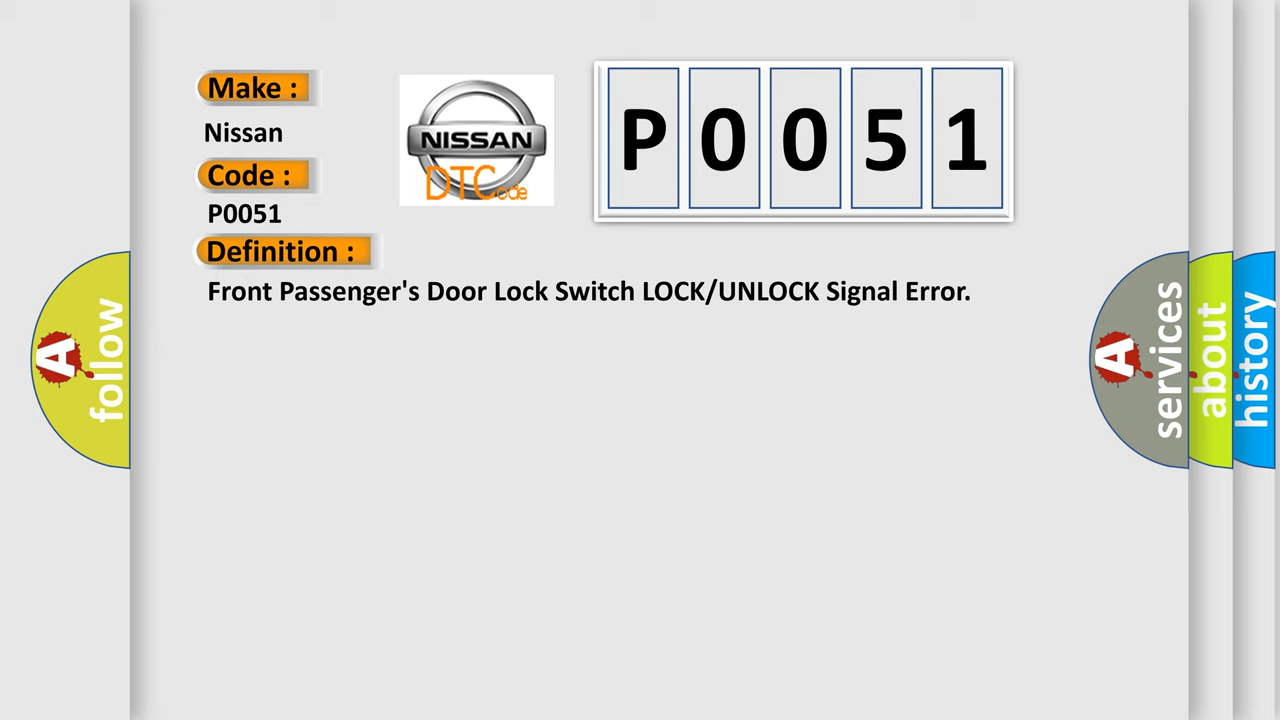 Make :
Nissan
Code :
P0051
Definition :
Front Passenger's Door Lock Switch LOCK/UNLOCK Signal Error.
NISSAN
DTCode
P0051
A follow
A services
about
history